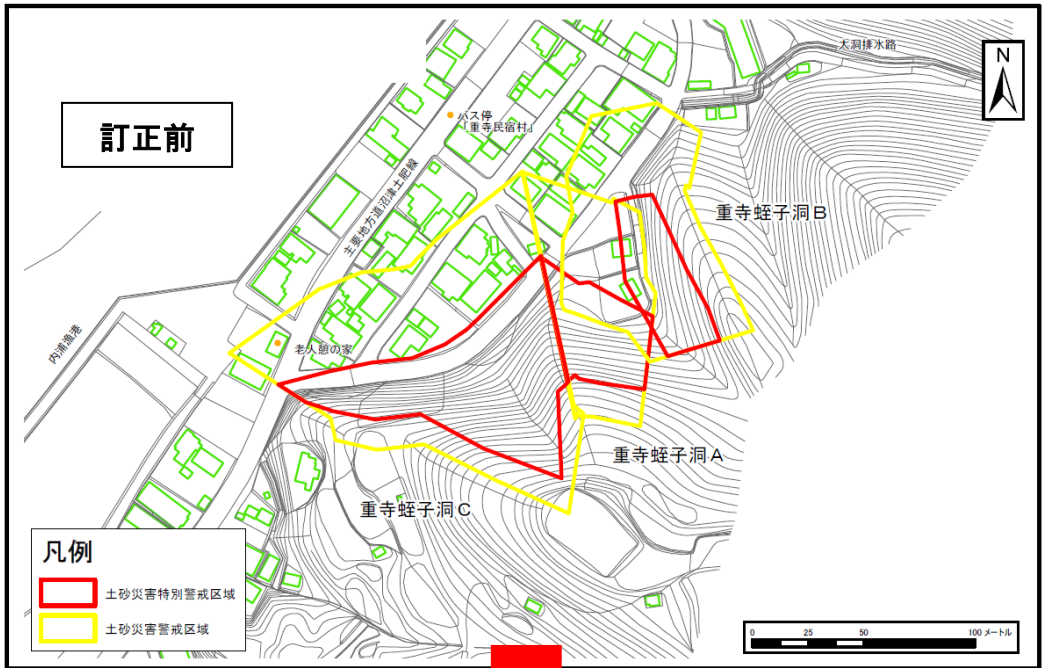 訂正前
大洞排水路
N
バス停
「重寺民宿村」
主要地方道沼津土肥線
重寺蛭子洞B
内浦漁港
老人憩の家
重寺蛭子洞A
重寺蛭子洞C
凡例
土砂災害特別警戒区域
土砂災害警戒区域
0 25 50 100 メートル